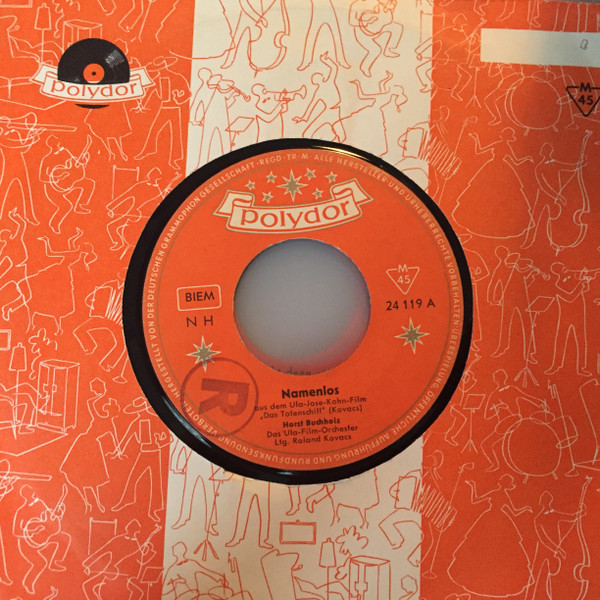 polydor
M
45
HERGESTELLT VON DER DEUTSCHEN GRAMMOPHON GESELLSCHAFT · REGD·TR·M· ALLE HERSTELLER- UND URHEBERRECHTE VORBEHALTEN
ÜBERSPIELUNG, ÖFFENTLICHE AUFFÜHRUNG UND RUNDFUNKSENDUNG VERBOTEN
polydor
BIEM
N H
M
45
24 119 A
R
Namenlos
aus dem Ufa-Jose-Kohn-Film
„Das Totenschiff" (Kovacs)
Horst Buchholz
Das Ufa-Film-Orchester
Ltg. Roland Kovacs